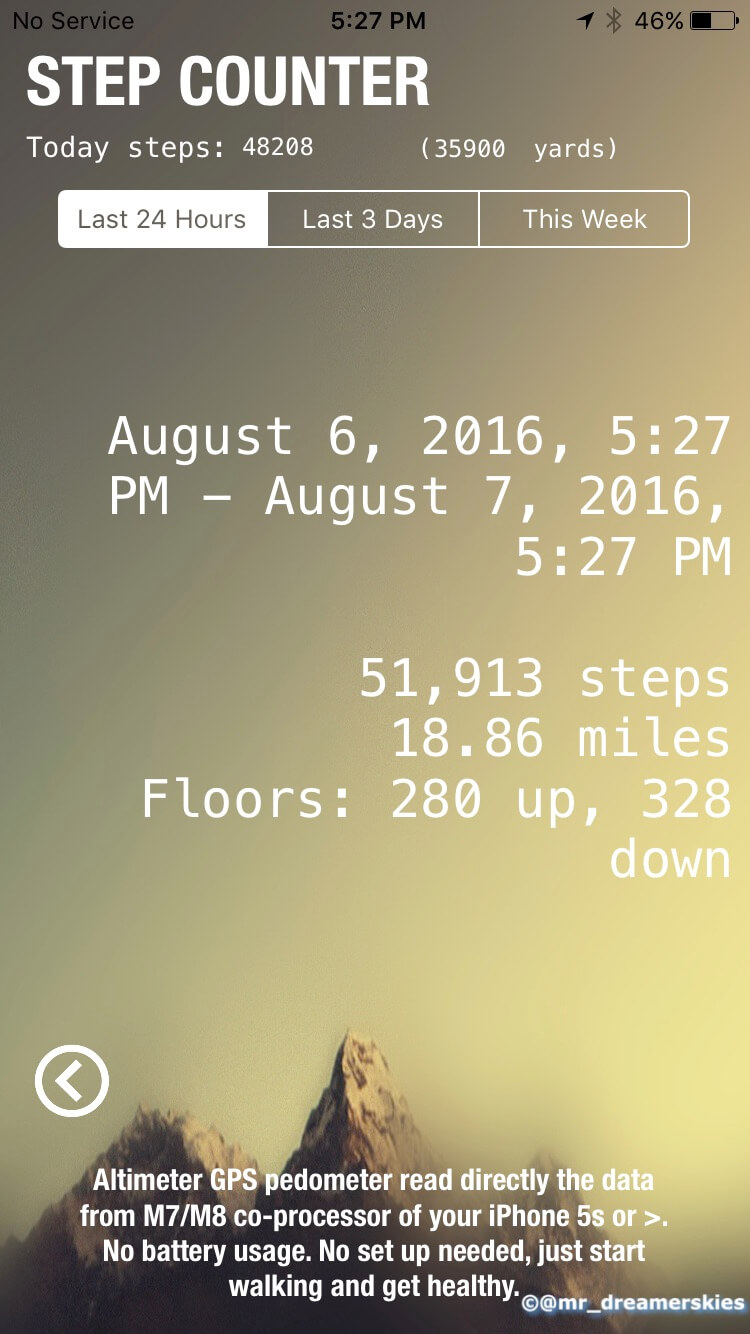 No Service 5:27 PM 46%
STEP COUNTER
Today steps: 48208 (35900 yards)
Last 24 Hours Last 3 Days This Week
August 6, 2016, 5:27
PM – August 7, 2016,
5:27 PM
51,913 steps
18.86 miles
Floors: 280 up, 328
down
Altimeter GPS pedometer read directly the data
from M7/M8 co-processor of your iPhone 5s or >.
No battery usage. No set up needed, just start
walking and get healthy.
©@mr_dreamerskies